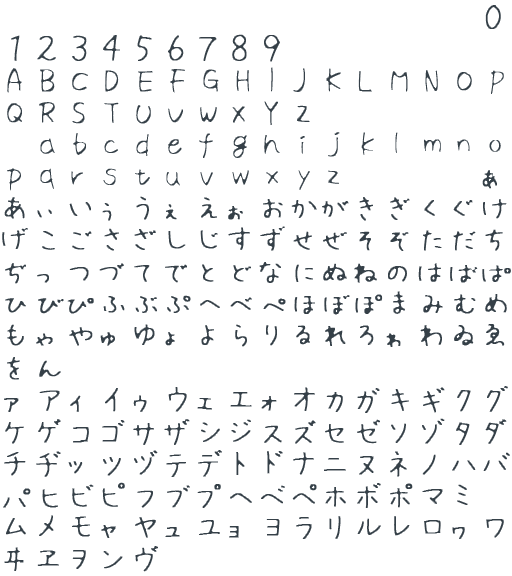 0
1 2 3 4 5 6 7 8 9
A B C D E F G H I J K L M N O P
Q R S T U V W X Y Z
a b c d e f g h i j k l m n o
p q r s t u v w x y z ぁ
あ ぃ い ぅ う ぇ え ぉ お か が き ぎ く ぐ け
げ こ ご さ ざ し じ す ず せ ぜ そ ぞ た だ ち
ぢ っ つ づ て で と ど な に ぬ ね の は ば ぱ
ひ び ぴ ふ ぶ ぷ へ べ ぺ ほ ぼ ぽ ま み む め
も ゃ や ゅ ゆ ょ よ ら り る れ ろ ゎ わ ゐ ゑ
を ん
ァ ア ィ イ ゥ ウ ェ エ ォ オ カ ガ キ ギ ク グ
ケ ゲ コ ゴ サ ザ シ ジ ス ズ セ ゼ ソ ゾ タ ダ
チ ヂ ッ ツ ヅ テ デ ト ド ナ ニ ヌ ネ ノ ハ バ
パ ヒ ビ ピ フ ブ プ ヘ ベ ペ ホ ボ ポ マ ミ
ム メ モ ャ ヤ ュ ユ ョ ヨ ラ リ ル レ ロ ヮ ワ
ヰ ヱ ヲ ン ヴ